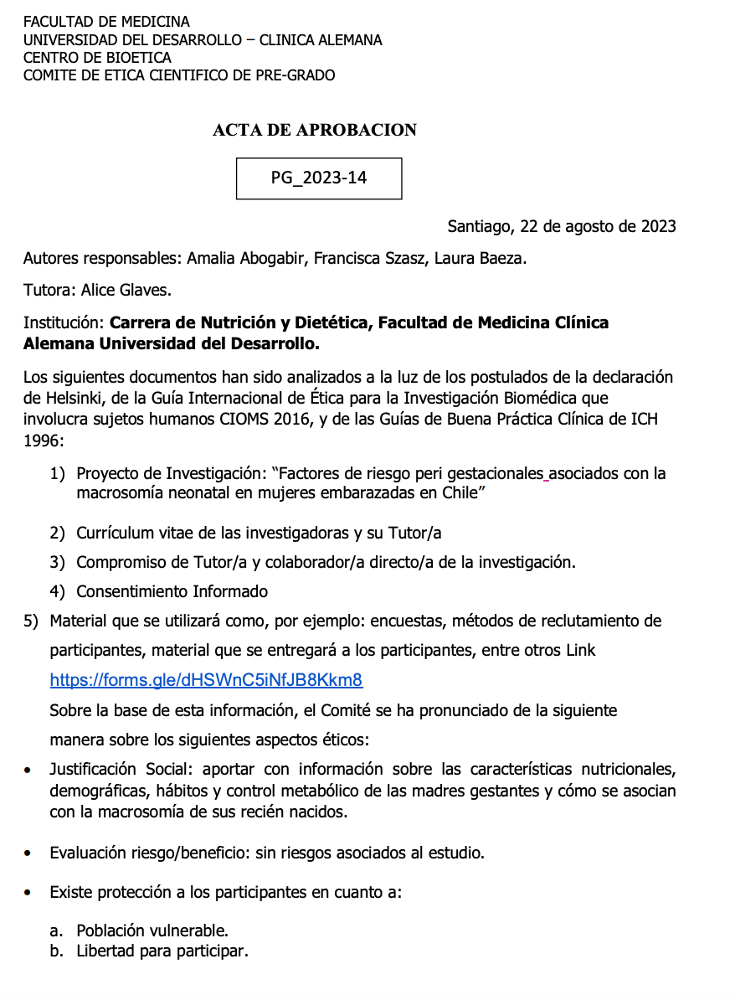 FACULTAD DE MEDICINA
UNIVERSIDAD DEL DESARROLLO – CLINICA ALEMANA
CENTRO DE BIOETICA
COMITE DE ETICA CIENTIFICO DE PRE-GRADO
ACTA DE APROBACION
PG_2023-14
Santiago, 22 de agosto de 2023
Autores responsables: Amalia Abogabir, Francisca Szasz, Laura Baeza.
Tutora: Alice Glaves.
Institución: Carrera de Nutrición y Dietética, Facultad de Medicina Clínica
Alemana Universidad del Desarrollo.
Los siguientes documentos han sido analizados a la luz de los postulados de la declaración
de Helsinki, de la Guía Internacional de Ética para la Investigación Biomédica que
involucra sujetos humanos CIOMS 2016, y de las Guías de Buena Práctica Clínica de ICH
1996:
1) Proyecto de Investigación: “Factores de riesgo peri gestacionales asociados con la
macrosomía neonatal en mujeres embarazadas en Chile”
2) Currículum vitae de las investigadoras y su Tutor/a
3) Compromiso de Tutor/a y colaborador/a directo/a de la investigación.
4) Consentimiento Informado
5) Material que se utilizará como, por ejemplo: encuestas, métodos de reclutamiento de
participantes, material que se entregará a los participantes, entre otros Link
https://forms.gle/dHSWnC5iNfJB8Kkm8
Sobre la base de esta información, el Comité se ha pronunciado de la siguiente
manera sobre los siguientes aspectos éticos:
• Justificación Social: aportar con información sobre las características nutricionales,
demográficas, hábitos y control metabólico de las madres gestantes y cómo se asocian
con la macrosomía de sus recién nacidos.
• Evaluación riesgo/beneficio: sin riesgos asociados al estudio.
• Existe protección a los participantes en cuanto a:
a. Población vulnerable.
b. Libertad para participar.